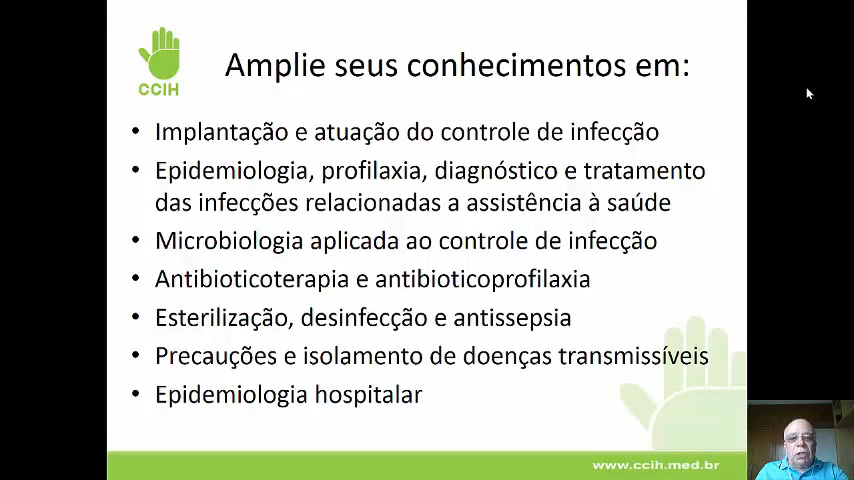 CCIH
Amplie seus conhecimentos em:
• Implantação e atuação do controle de infecção
• Epidemiologia, profilaxia, diagnóstico e tratamento
das infecções relacionadas a assistência à saúde
• Microbiologia aplicada ao controle de infecção
• Antibioticoterapia e antibioticoprofilaxia
• Esterilização, desinfecção e antissepsia
• Precauções e isolamento de doenças transmissíveis
• Epidemiologia hospitalar
www.ccih.med.br